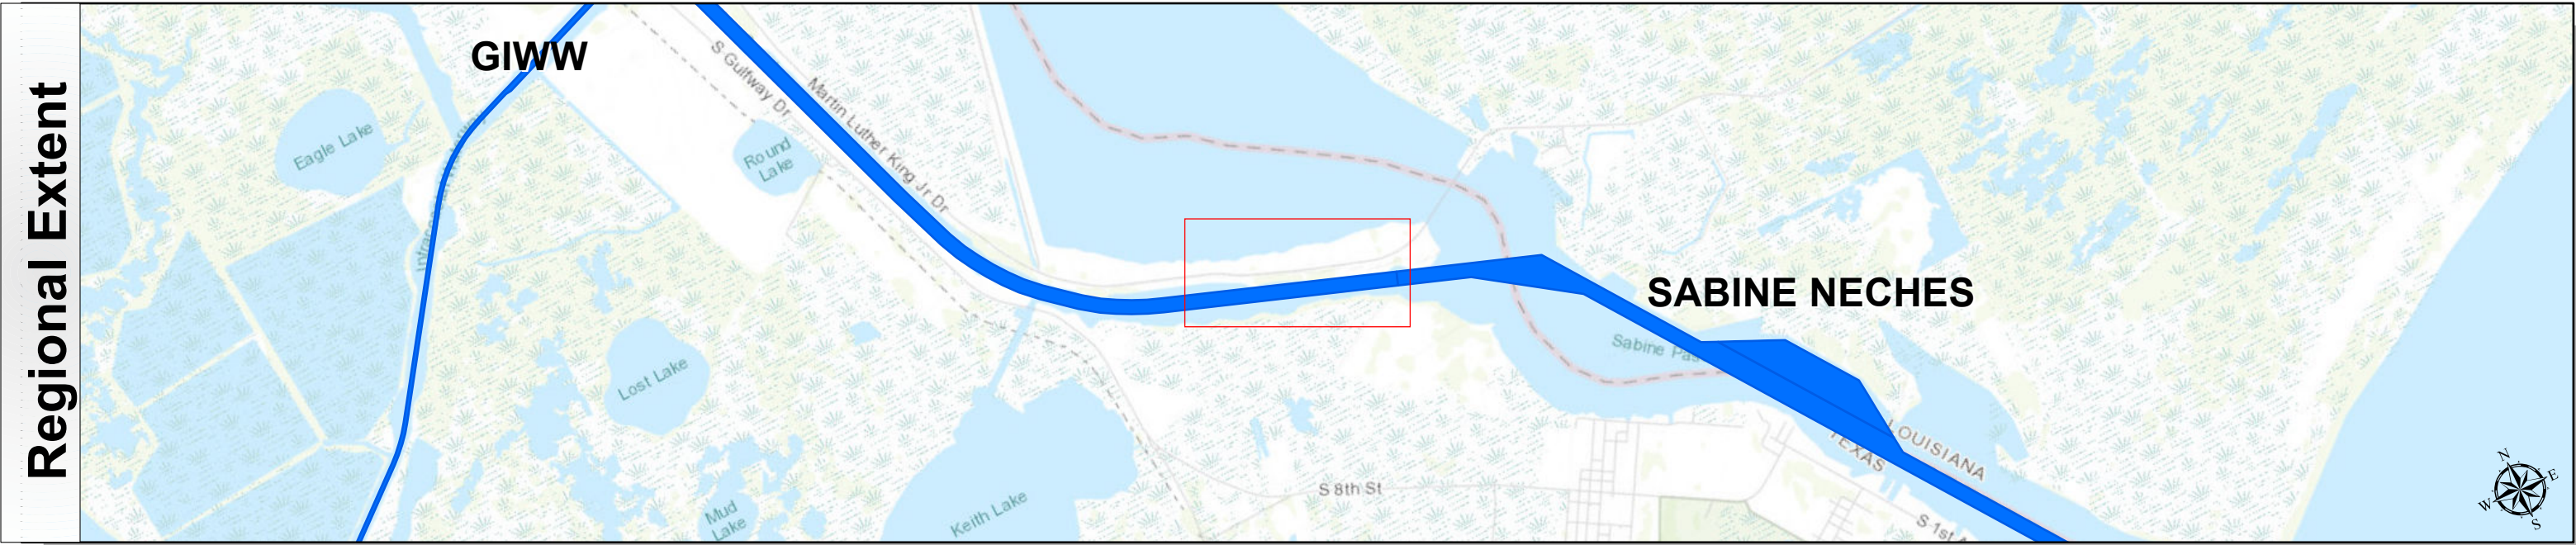 Regional Extent
GIWW
S Gulfway Dr
Martin Luther King Jr Dr
Eagle Lake
Round
Lake
SABINE NECHES
Sabine
Lost Lake
LOUISIANA
TEXAS
S 8th St
Keith Lake
Mud
Lake
S 1st
N
E
W
S